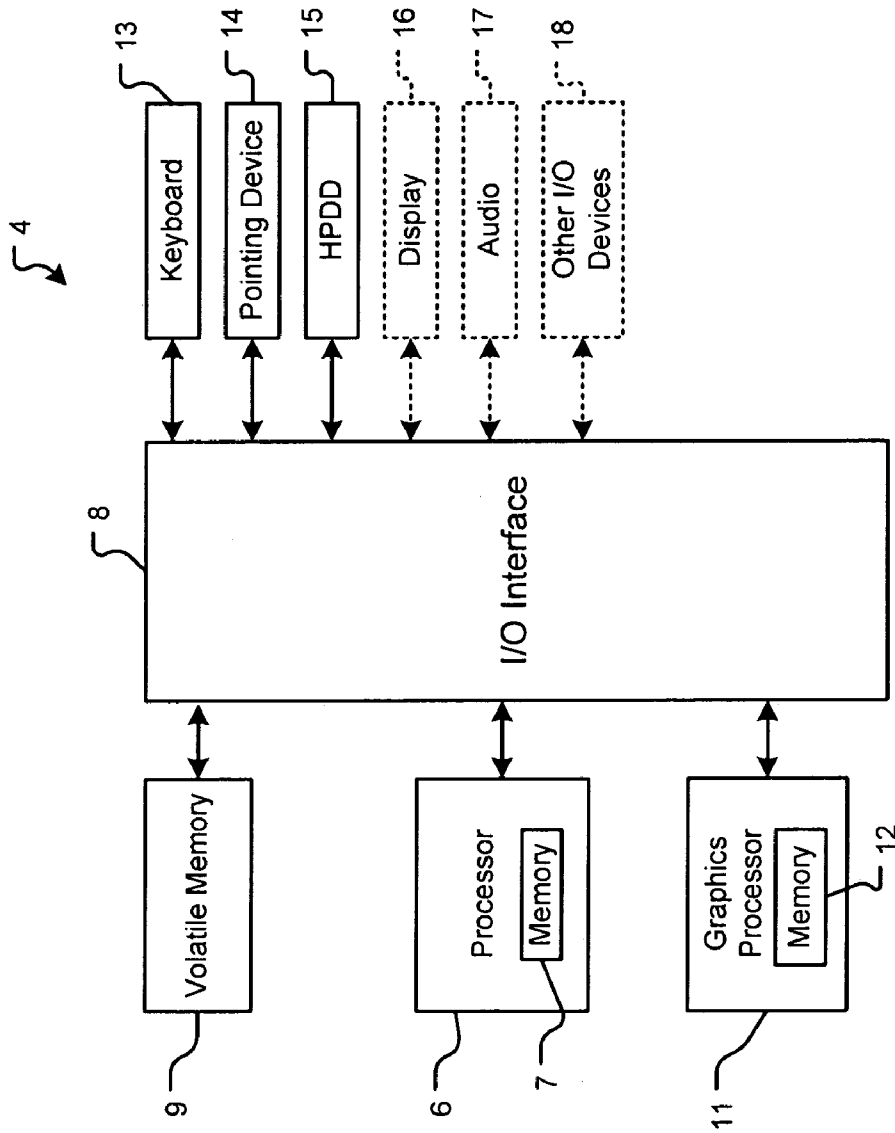 4
8
Volatile Memory
9
Processor
Memory
6
7
Graphics
Processor
Memory
11
12
I/O Interface
Keyboard
13
Pointing Device
14
HPDD
15
Display
16
Audio
17
Other I/O
Devices
18